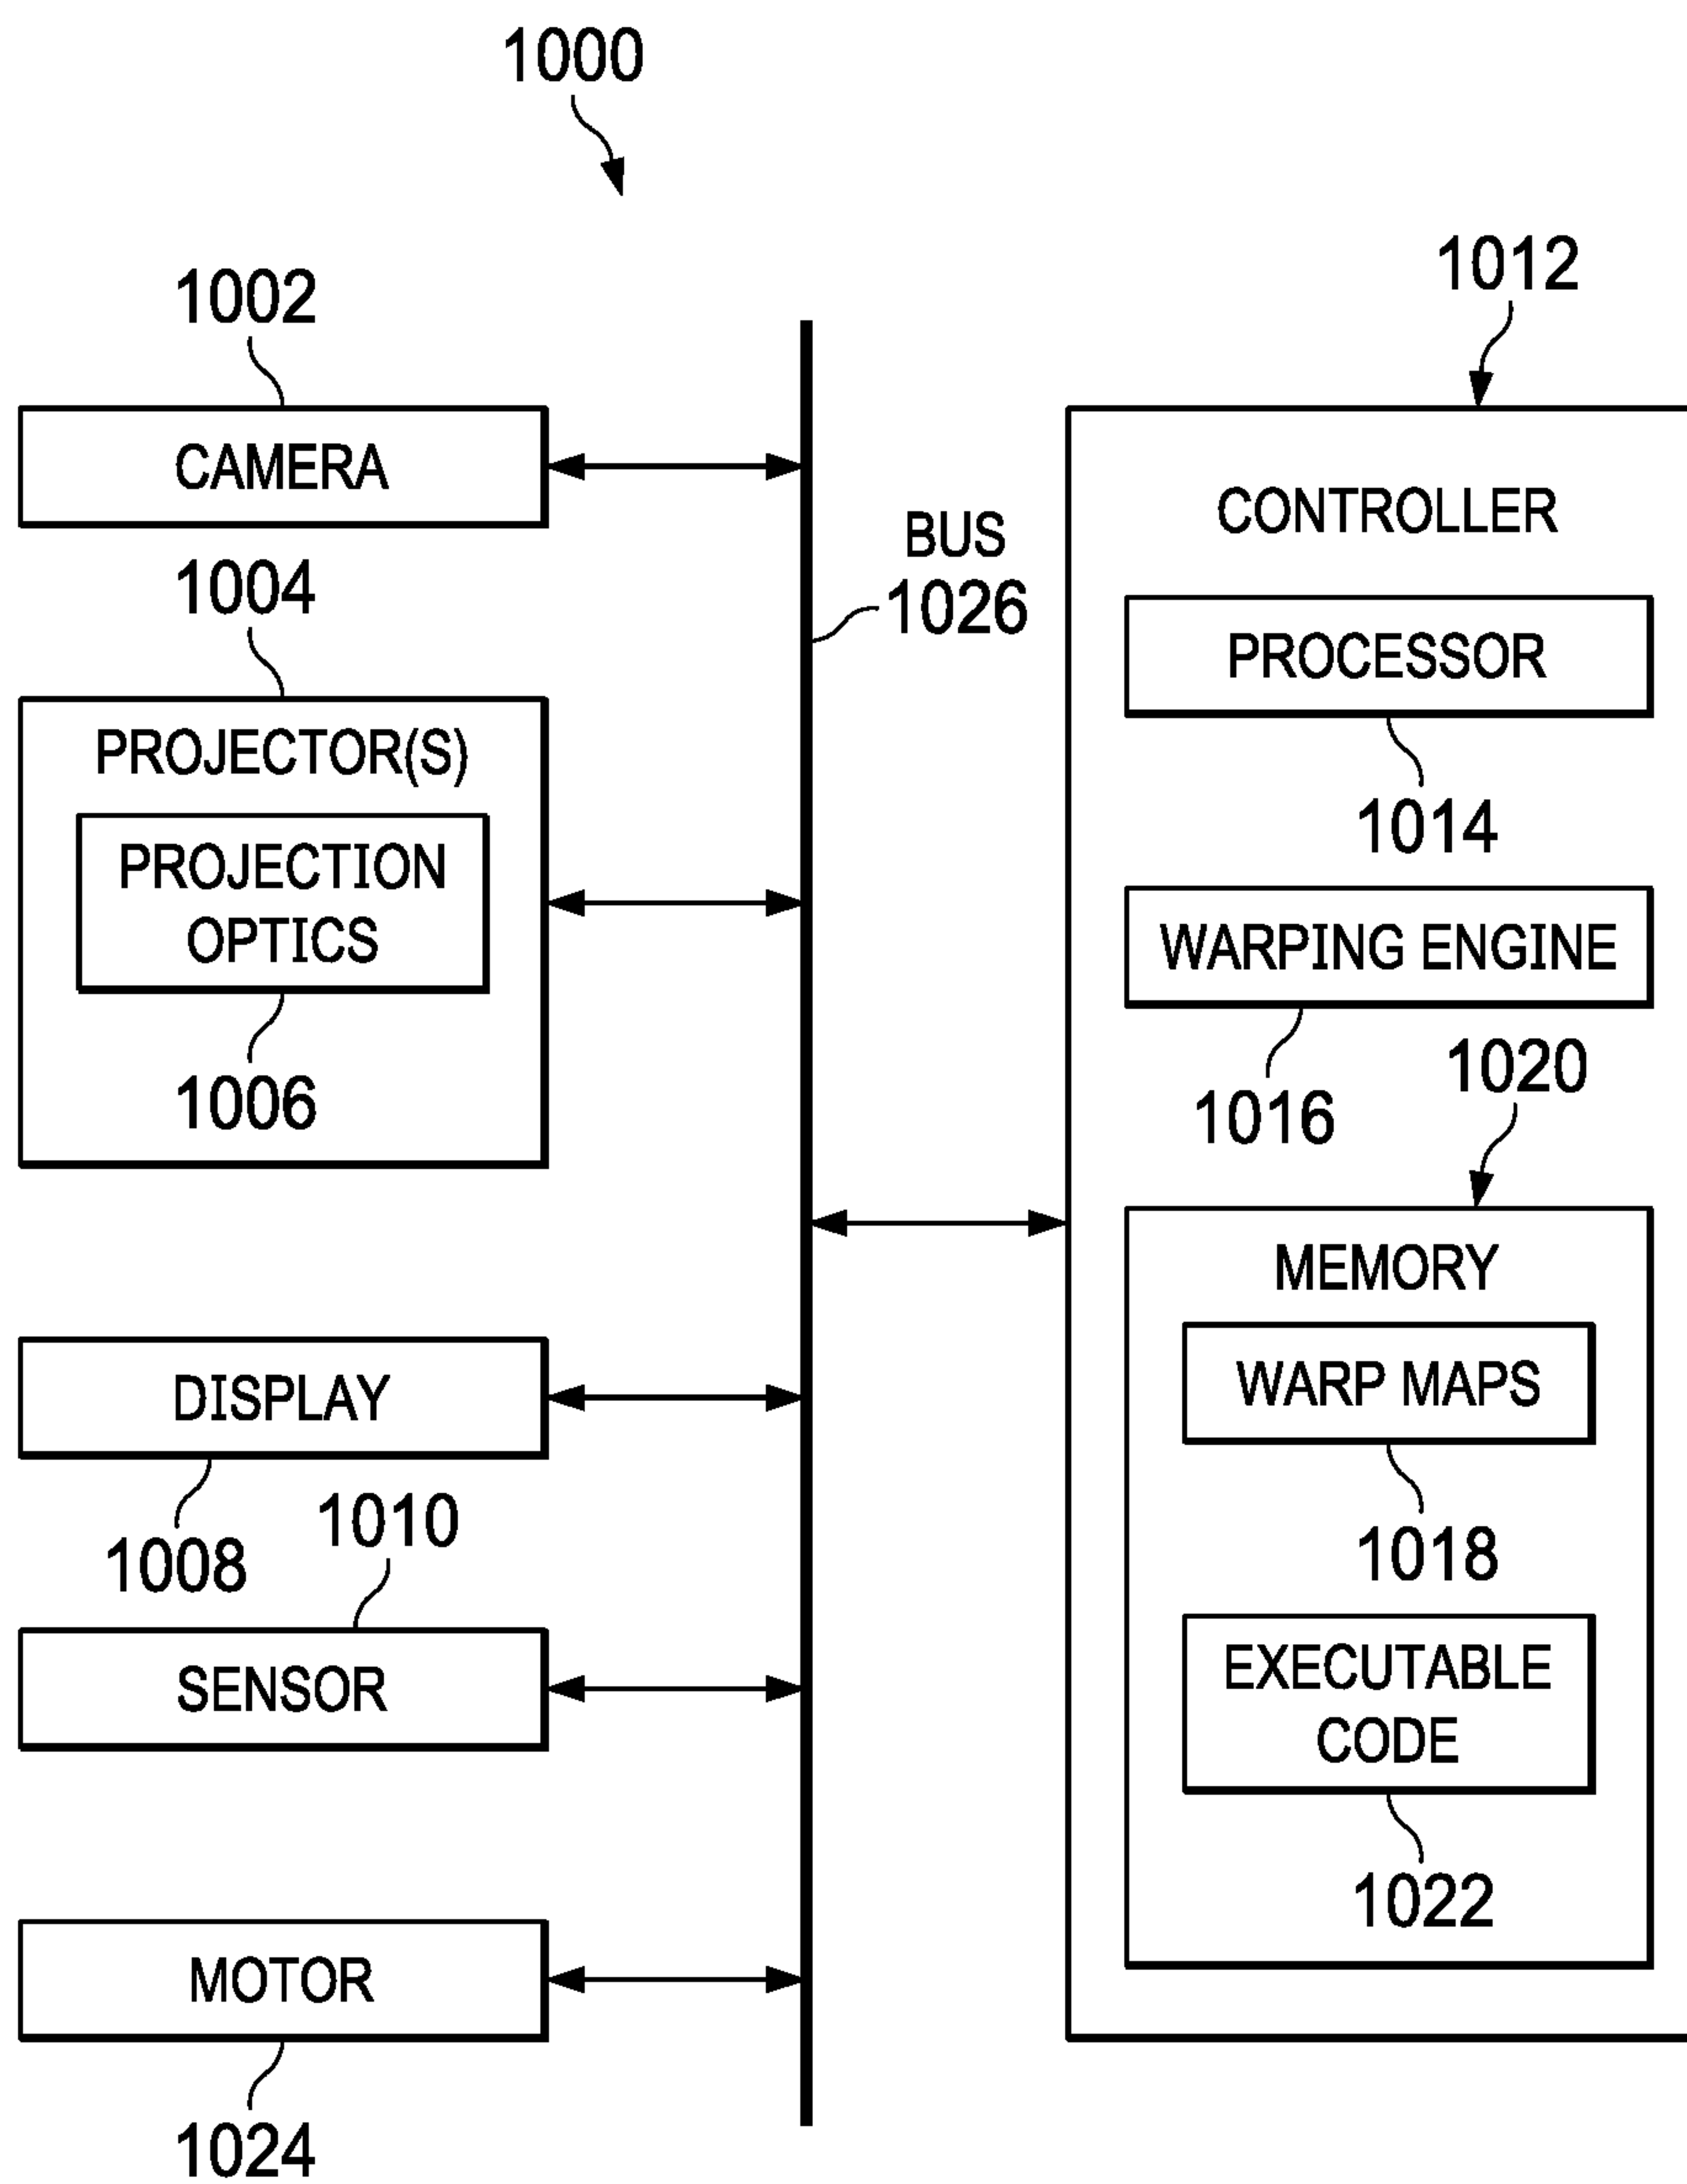 1000
1002
CAMERA
1004
PROJECTOR(S)
PROJECTION
OPTICS
1006
DISPLAY
1008
1010
SENSOR
MOTOR
1024
BUS
1026
1012
CONTROLLER
PROCESSOR
1014
WARPING ENGINE
1016
1020
MEMORY
WARP MAPS
1018
EXECUTABLE
CODE
1022